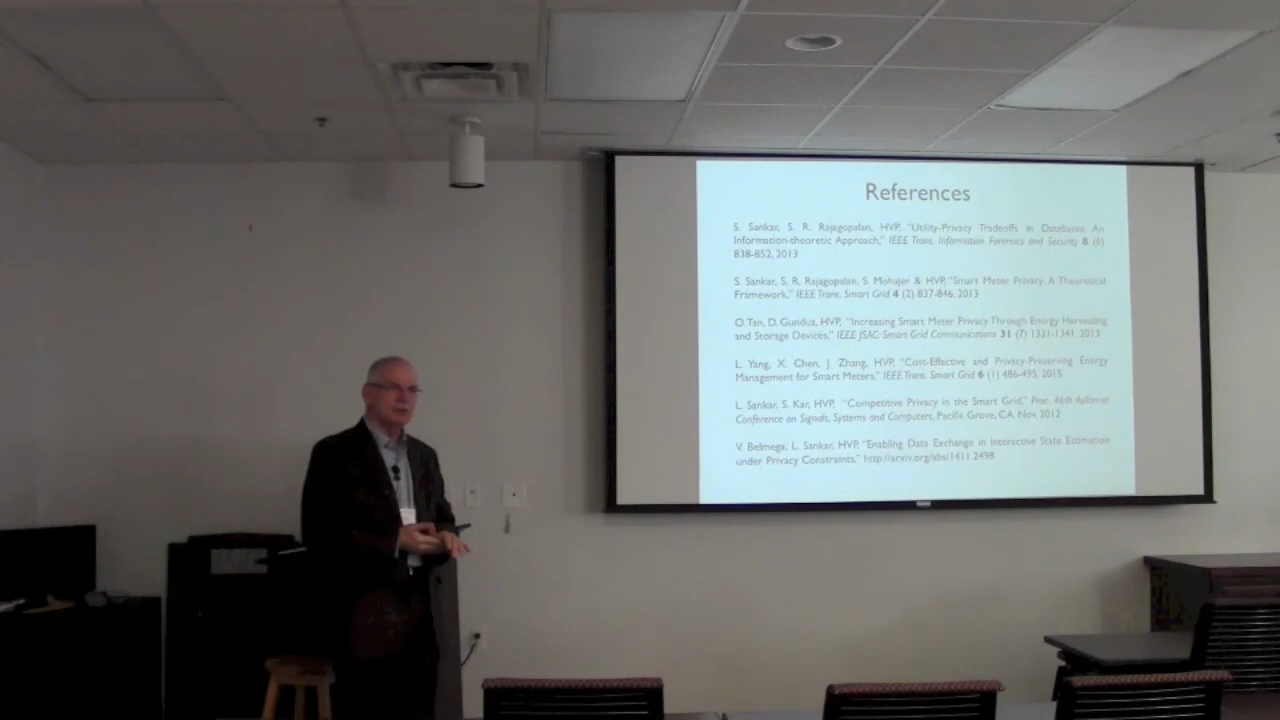 References
S. Sankar, S. R. Rajagopalan, HVP, "Utility-Privacy Tradeoffs in Databases: An
Information-theoretic Approach," IEEE Trans. Information Forensics and Security 8 (6)
838-852, 2013
S. Sankar, S. R. Rajagopalan, S. Mohajer & HVP, "Smart Meter Privacy: A Theoretical
Framework," IEEE Trans. Smart Grid 4 (2) 837-846, 2013
O. Tan, D. Gunduz, HVP, "Increasing Smart Meter Privacy Through Energy Harvesting
and Storage Devices," IEEE JSAC: Smart Grid Communications 31 (7) 1331-1341, 2013
L. Yang, X. Chen, J. Zhang, HVP, "Cost-Effective and Privacy-Preserving Energy
Management for Smart Meters," IEEE Trans. Smart Grid 6 (1) 486-495, 2015
L. Sankar, S. Kar, HVP, "Competitive Privacy in the Smart Grid," Proc. 46th Asilomar
Conference on Signals, Systems and Computers, Pacific Grove, CA, Nov. 2012
V. Belmega, L. Sankar, HVP, "Enabling Data Exchange in Interactive State Estimation
under Privacy Constraints," http://arxiv.org/abs/1411.2498